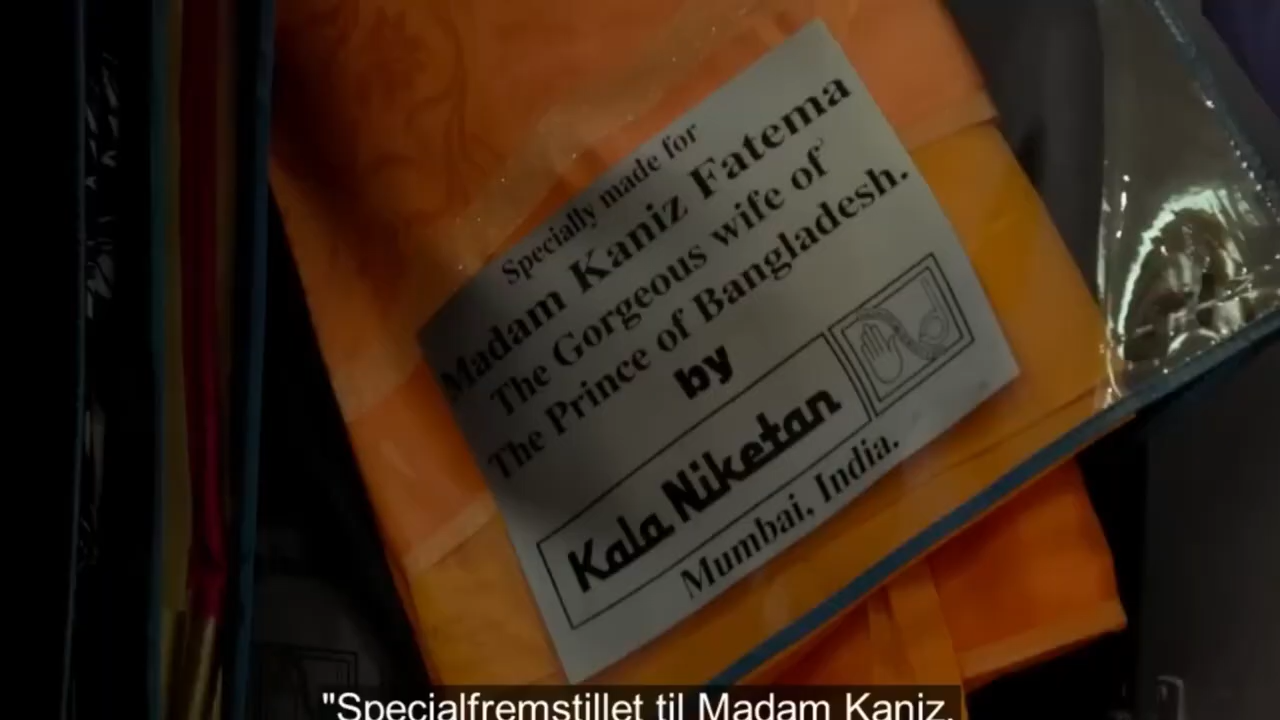 Specially made for
Madam Kaniz Fatema
The Gorgeous wife of
The Prince of Bangladesh.
by
Kala Niketan
Mumbai, India.
"Specialfremstillet til Madam Kaniz,